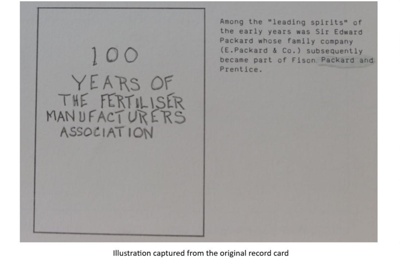 100
YEARS OF
THE FERTILISER
MANUFACTURERS
ASSOCIATION
Among the "leading spirits" of
the early years was Sir Edward
Packard whose family company
(E.Packard & Co.) subsequently
became part of Fison, Packard and
Prentice.
Illustration captured from the original record card